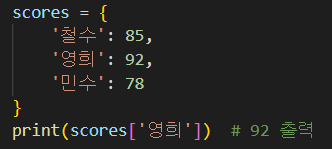 scores = {
    '철수': 85,
    '영희': 92,
    '민수': 78
}
print(scores['영희'])  # 92 출력